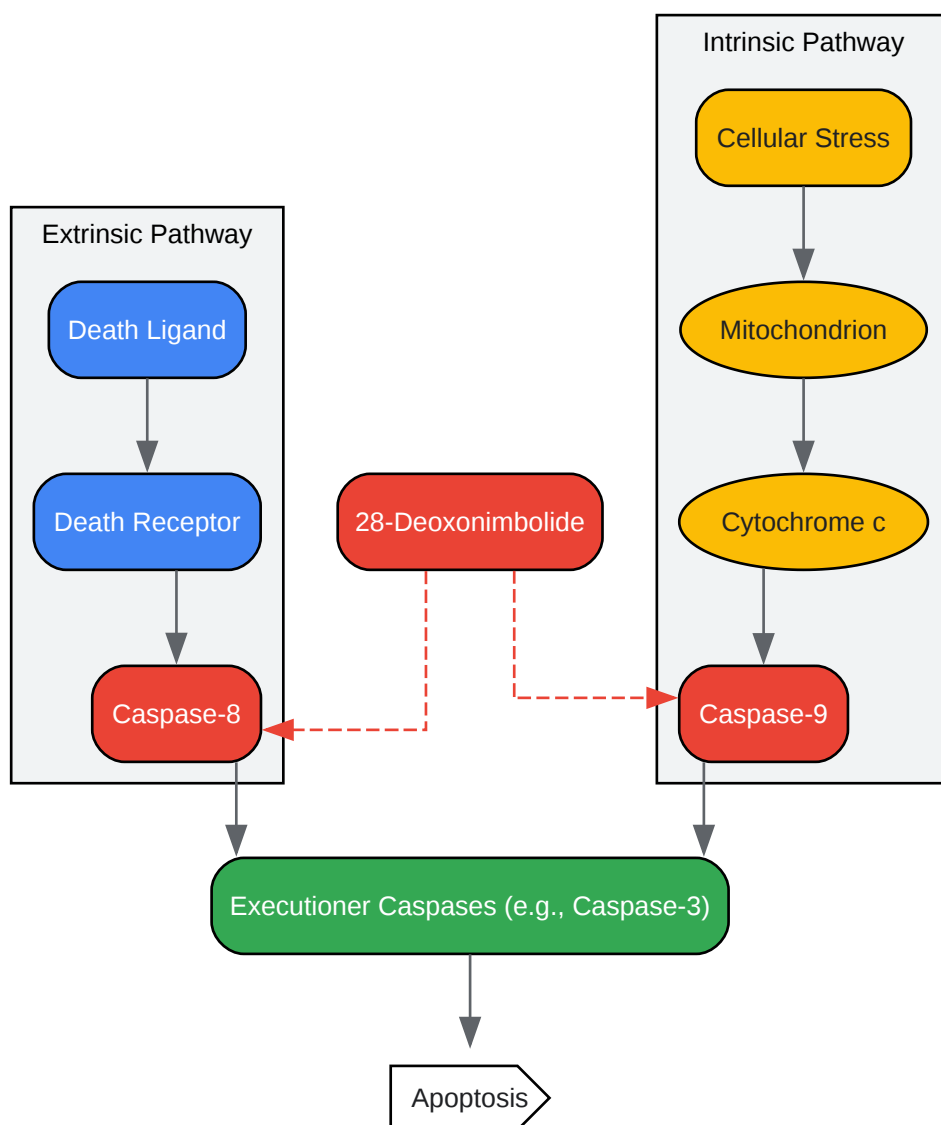 Intrinsic Pathway
Cellular Stress
Extrinsic Pathway
Death Ligand
Mitochondrion
Death Receptor
28-Deoxonimbolide
Cytochrome c
Caspase-8
Caspase-9
Executioner Caspases (e.g., Caspase-3)
Apoptosis